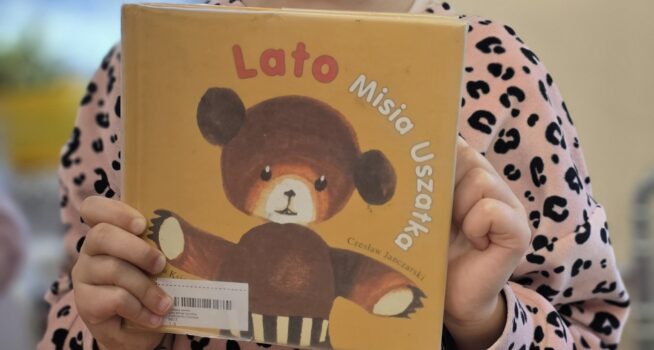 Lato
Misia Uszatka
Czesław Janczarski